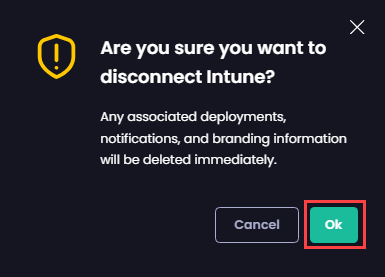 Are you sure you want to
disconnect Intune?
Any associated deployments,
notifications, and branding information
will be deleted immediately.
Cancel
Ok